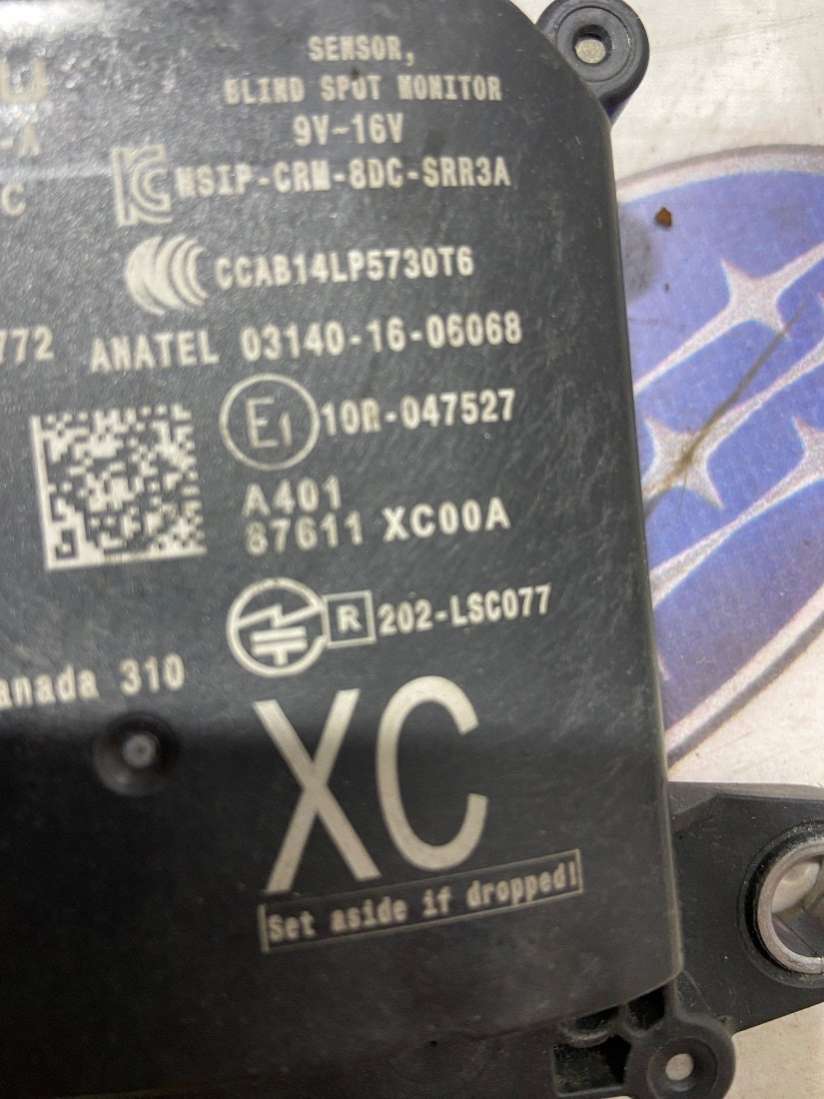 SENSOR,
BLIND SPOT MONITOR
9V~16V
-A
C
MSIP-CRM-8DC-SRR3A
CCAB14LP5730T6
772 ANATEL 03140-16-06068
E1 10R-047527
A401
87611 XC00A
R 202-LSC077
anada 310
XC
Set aside if dropped!